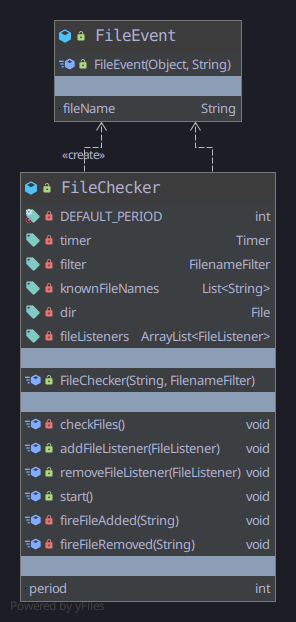 FileEvent
FileEvent(Object, String)
fileName String
«create»
FileChecker
DEFAULT_PERIOD int
timer Timer
filter FilenameFilter
knownFileNames List<String>
dir File
fileListeners ArrayList<FileListener>
FileChecker(String, FilenameFilter)
checkFiles() void
addFileListener(FileListener) void
removeFileListener(FileListener) void
start() void
fireFileAdded(String) void
fireFileRemoved(String) void
period int
Powered by yFiles